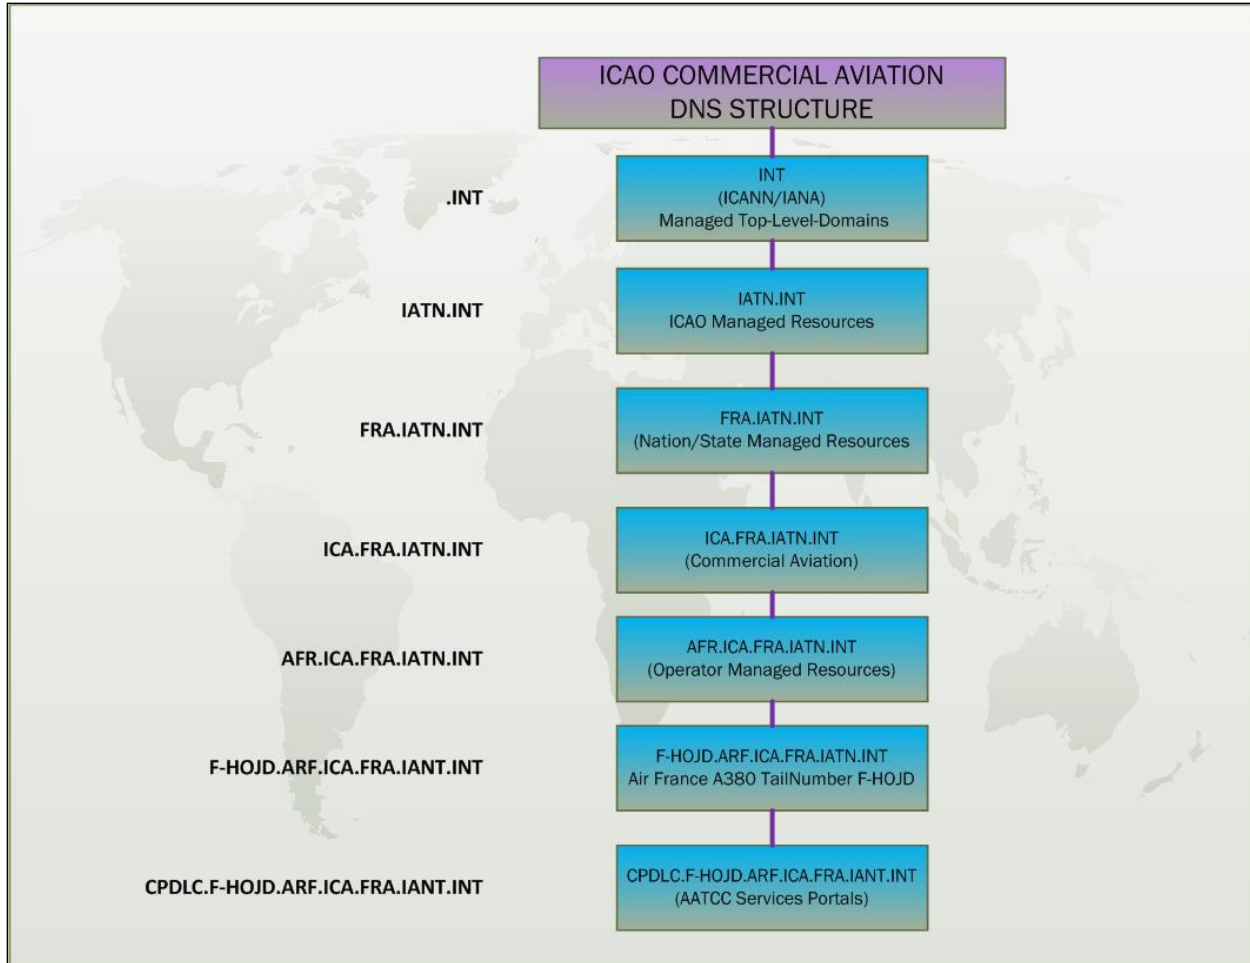 ICAO COMMERCIAL AVIATION
DNS STRUCTURE
.INT
INT
(ICANN/IANA)
Managed Top-Level-Domains
IATN.INT
IATN.INT
ICAO Managed Resources
FRA.IATN.INT
FRA.IATN.INT
(Nation/State Managed Resources
ICA.FRA.IATN.INT
ICA.FRA.IATN.INT
(Commercial Aviation)
AFR.ICA.FRA.IATN.INT
AFR.ICA.FRA.IATN.INT
(Operator Managed Resources)
F-HOJD.ARF.ICA.FRA.IANT.INT
F-HOJD.ARF.ICA.FRA.IATN.INT
Air France A380 TailNumber F-HOJD
CPDLC.F-HOJD.ARF.ICA.FRA.IANT.INT
CPDLC.F-HOJD.ARF.ICA.FRA.IANT.INT
(AATCC Services Portals)